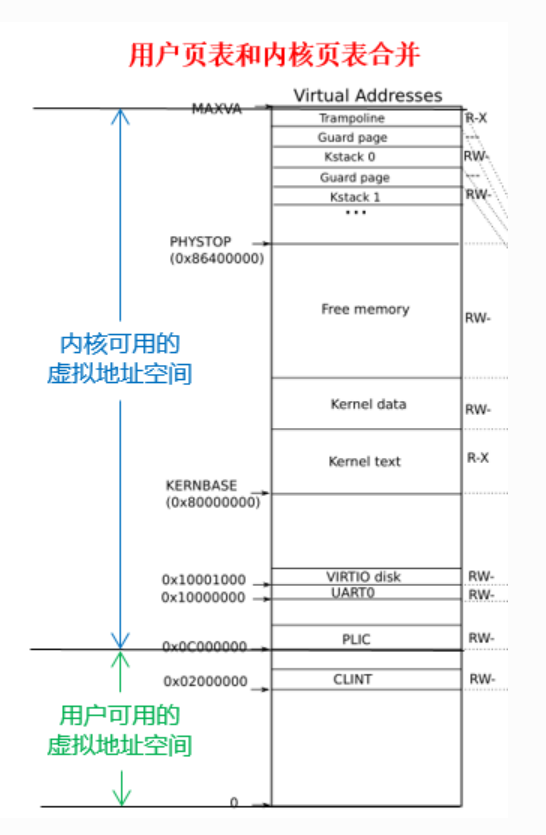 用户页表和内核页表合并
Virtual Addresses
MAXVA
Trampoline
R-X
Guard page
---
Kstack 0
RW-
Guard page
---
Kstack 1
RW-
...
PHYSTOP
(0x86400000)
Free memory
RW-
内核可用的
虚拟地址空间
Kernel data
RW-
Kernel text
R-X
KERNBASE
(0x80000000)
0x10001000
VIRTIO disk
RW-
0x10000000
UART0
RW-
0x0C000000
PLIC
RW-
0x02000000
CLINT
RW-
用户可用的
虚拟地址空间
0